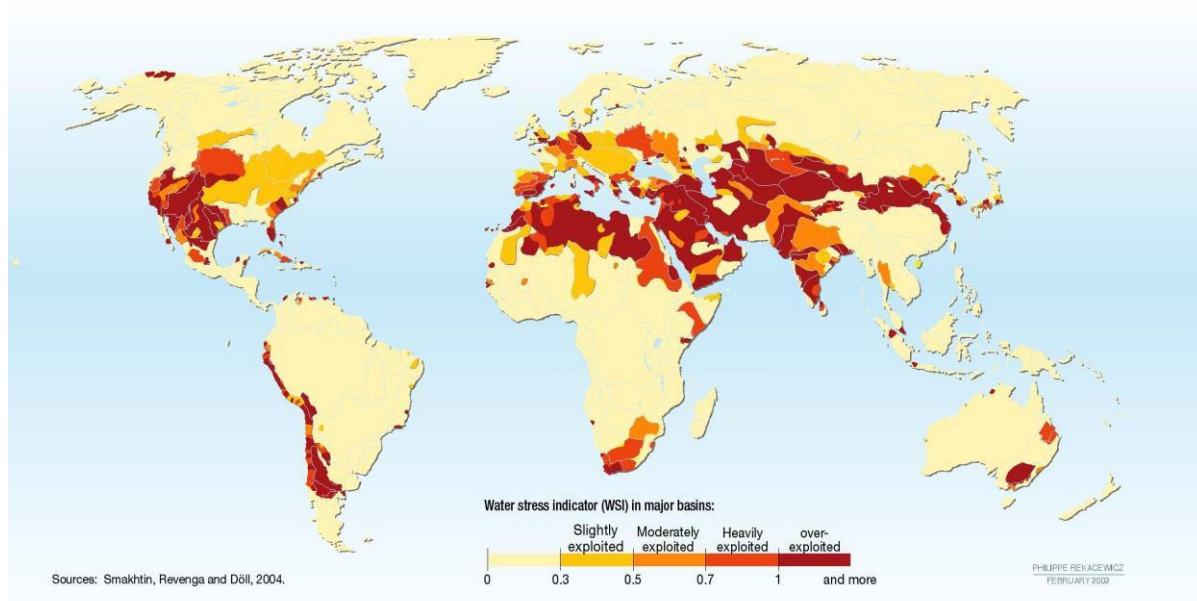 Water stress indicator (WSI) in major basins:
Slightly exploited
Moderately exploited
Heavily exploited
over-exploited
0 0.3 0.5 0.7 1 and more
Sources: Smakhtin, Revenga and Döll, 2004.
PHILIPPE REKACEWICZ
FEBRUARY 2002